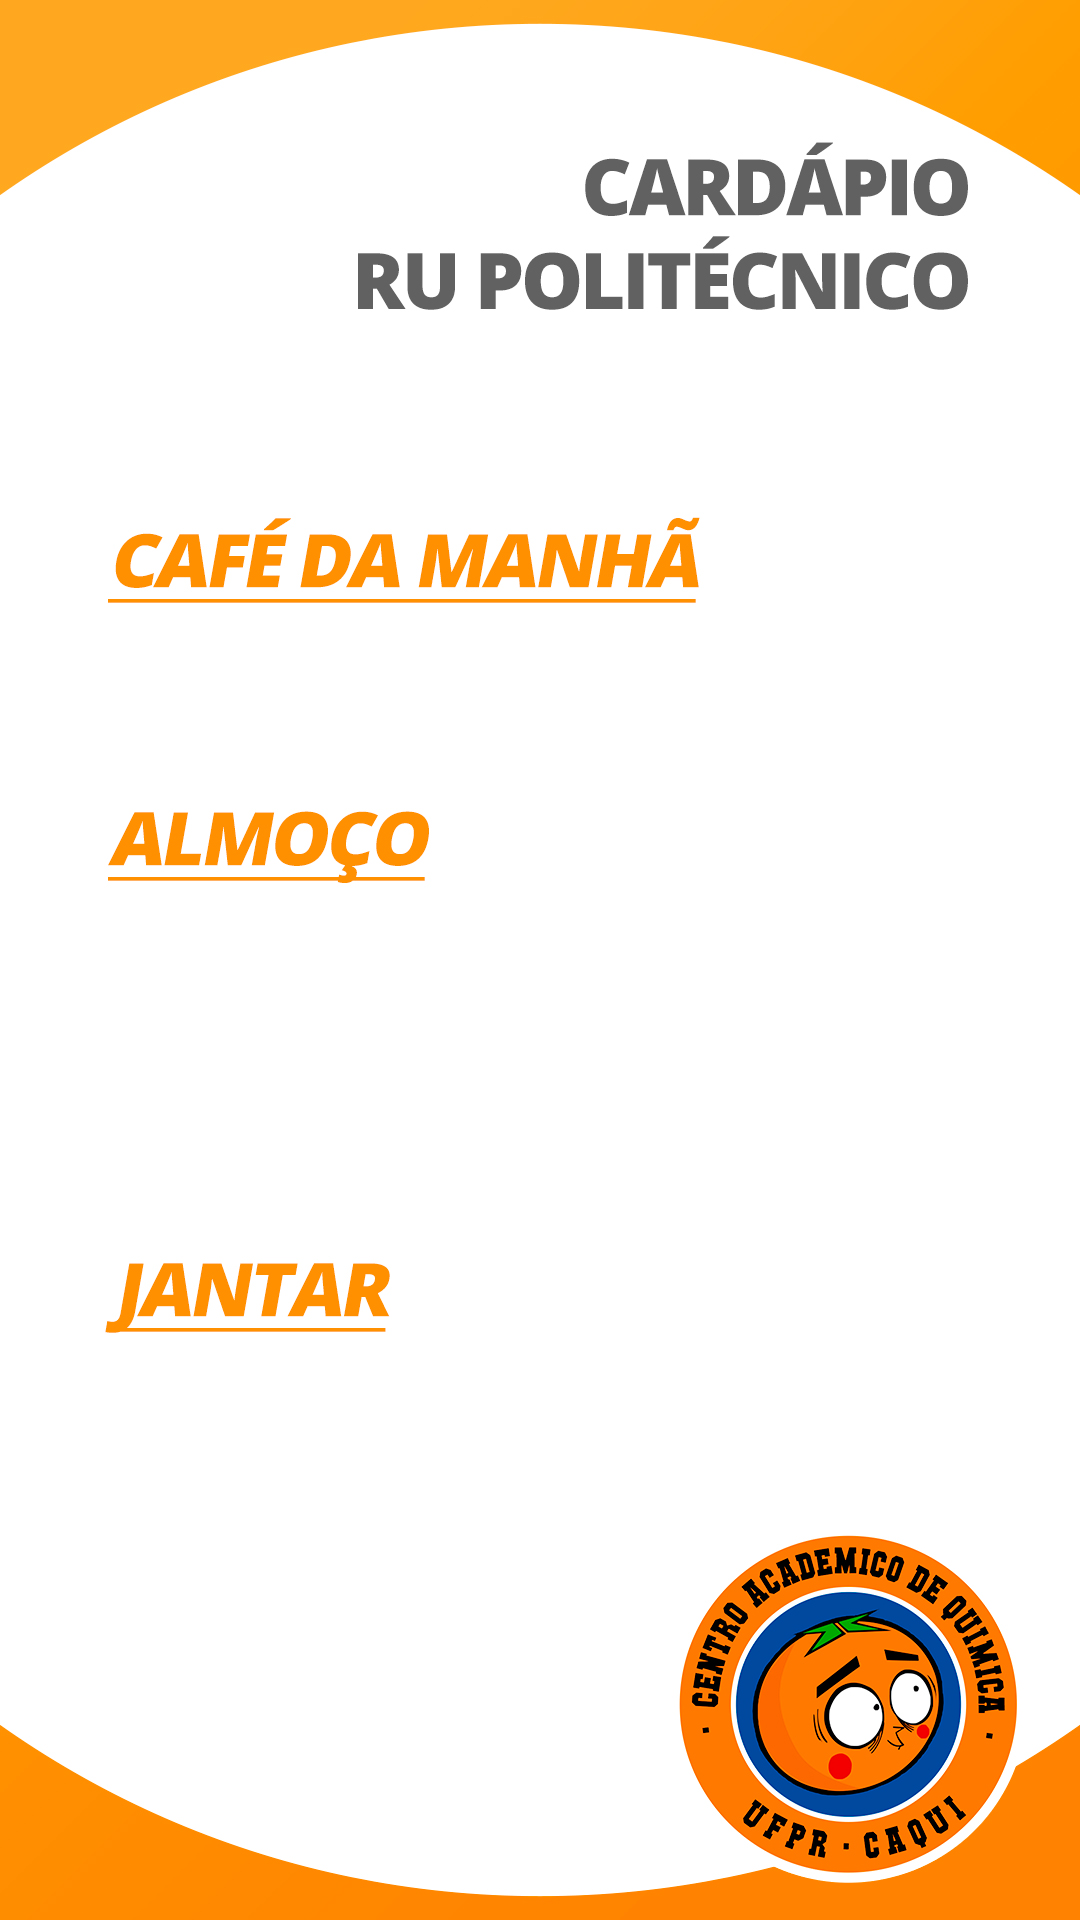 CARDÁPIO
RU POLITÉCNICO
CAFÉ DA MANHÃ
ALMOÇO
JANTAR
· CENTRO ACADEMICO DE QUIMICA ·
UFPR · CAQUI